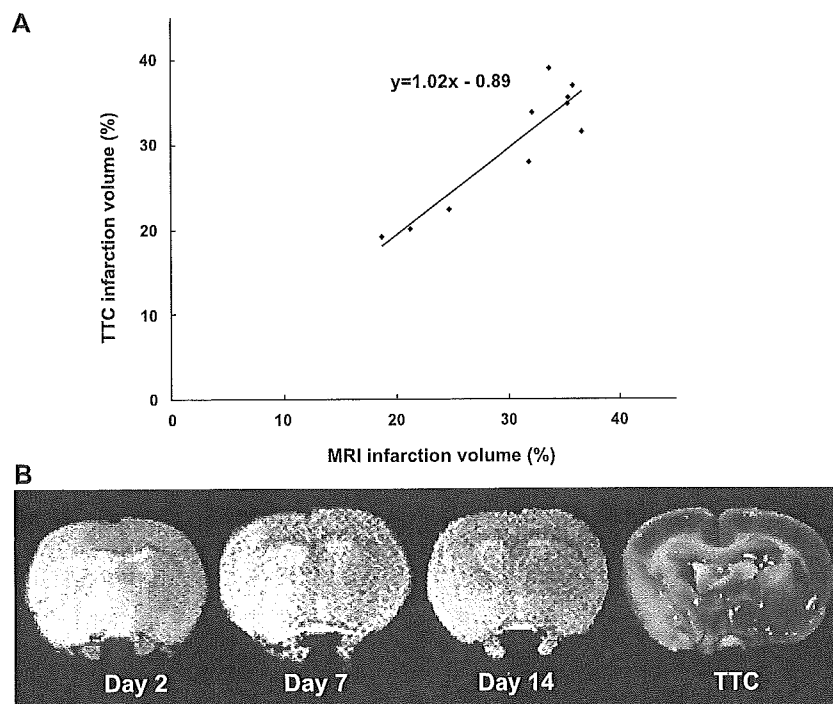 A
y=1.02x - 0.89
TTC infarction volume (%)
40
30
20
10
0
0 10 20 30 40
MRI infarction volume (%)
B
Day 2 Day 7 Day 14 TTC